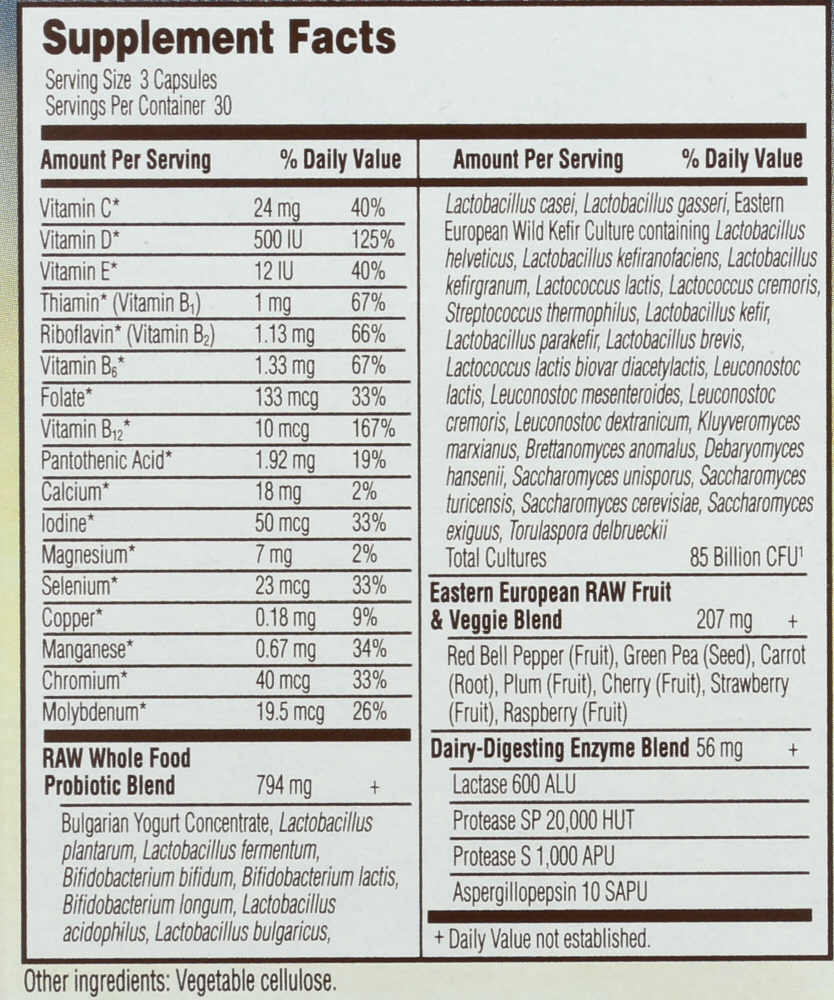 Supplement Facts
Serving Size 3 Capsules
Servings Per Container 30
Amount Per Serving % Daily Value
Vitamin C* 24 mg 40%
Vitamin D* 500 IU 125%
Vitamin E* 12 IU 40%
Thiamin* (Vitamin B₁) 1 mg 67%
Riboflavin* (Vitamin B₂) 1.13 mg 66%
Vitamin B₆* 1.33 mg 67%
Folate* 133 mcg 33%
Vitamin B₁₂* 10 mcg 167%
Pantothenic Acid* 1.92 mg 19%
Calcium* 18 mg 2%
Iodine* 50 mcg 33%
Magnesium* 7 mg 2%
Selenium* 23 mcg 33%
Copper* 0.18 mg 9%
Manganese* 0.67 mg 34%
Chromium* 40 mcg 33%
Molybdenum* 19.5 mcg 26%
RAW Whole Food
Probiotic Blend 794 mg +
Bulgarian Yogurt Concentrate, Lactobacillus
plantarum, Lactobacillus fermentum,
Bifidobacterium bifidum, Bifidobacterium lactis,
Bifidobacterium longum, Lactobacillus
acidophilus, Lactobacillus bulgaricus,
Amount Per Serving % Daily Value
Lactobacillus casei, Lactobacillus gasseri, Eastern
European Wild Kefir Culture containing Lactobacillus
helveticus, Lactobacillus kefiranofaciens, Lactobacillus
kefirgranum, Lactococcus lactis, Lactococcus cremoris,
Streptococcus thermophilus, Lactobacillus kefir,
Lactobacillus parakefir, Lactobacillus brevis,
Lactococcus lactis biovar diacetylactis, Leuconostoc
lactis, Leuconostoc mesenteroides, Leuconostoc
cremoris, Leuconostoc dextranicum, Kluyveromyces
marxianus, Brettanomyces anomalus, Debaryomyces
hansenii, Saccharomyces unisporus, Saccharomyces
turicensis, Saccharomyces cerevisiae, Saccharomyces
exiguus, Torulaspora delbrueckii
Total Cultures 85 Billion CFU¹
Eastern European RAW Fruit
& Veggie Blend 207 mg +
Red Bell Pepper (Fruit), Green Pea (Seed), Carrot
(Root), Plum (Fruit), Cherry (Fruit), Strawberry
(Fruit), Raspberry (Fruit)
Dairy-Digesting Enzyme Blend 56 mg +
Lactase 600 ALU
Protease SP 20,000 HUT
Protease S 1,000 APU
Aspergillopepsin 10 SAPU
+ Daily Value not established.
Other ingredients: Vegetable cellulose.